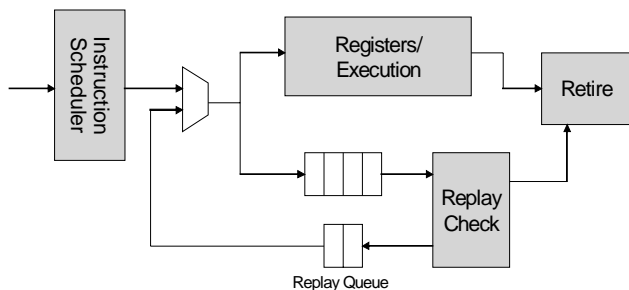 Instruction
Scheduler
Registers/
Execution
Retire
Replay
Check
Replay Queue